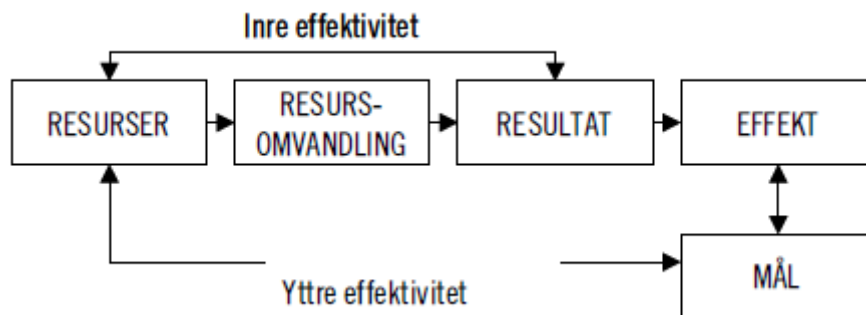 Inre effektivitet
RESURSER
RESURS-
OMVANDLING
RESULTAT
EFFEKT
MÅL
Yttre effektivitet